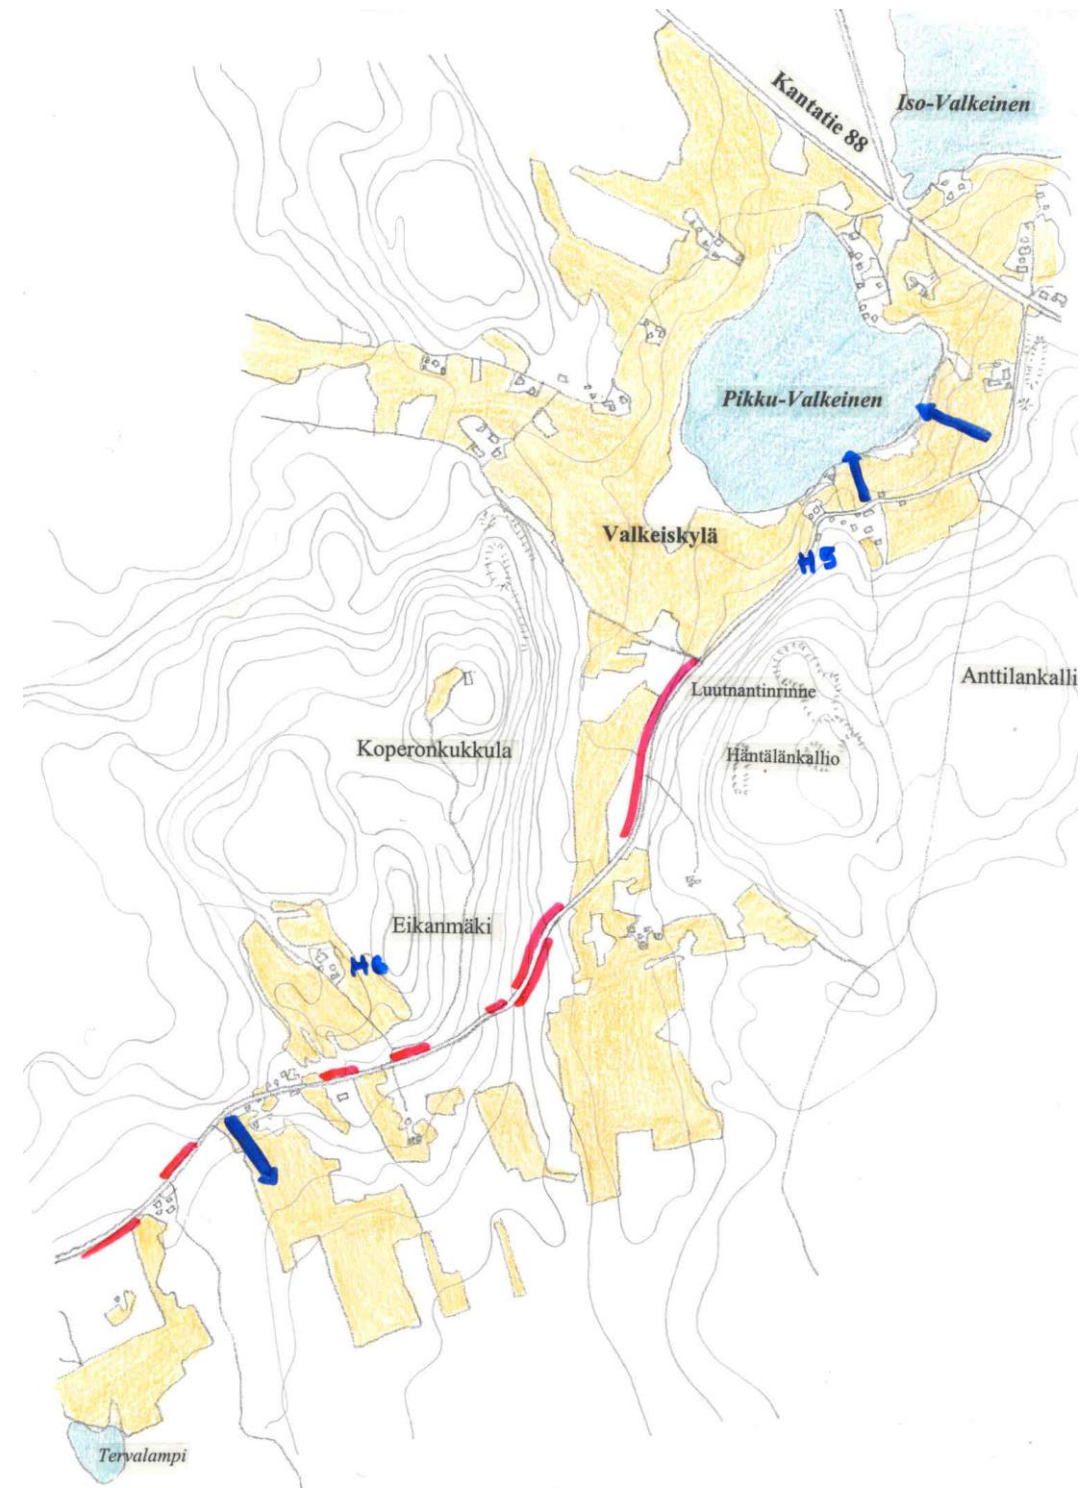 Iso-Valkeinen
Kantatie 88
Pikku-Valkeinen
Valkeiskylä
H5
Anttilankalli
Luutnantinrinne
Koperonkukkula
Häntälänkallio
Eikanmäki
H6
Tervalampi